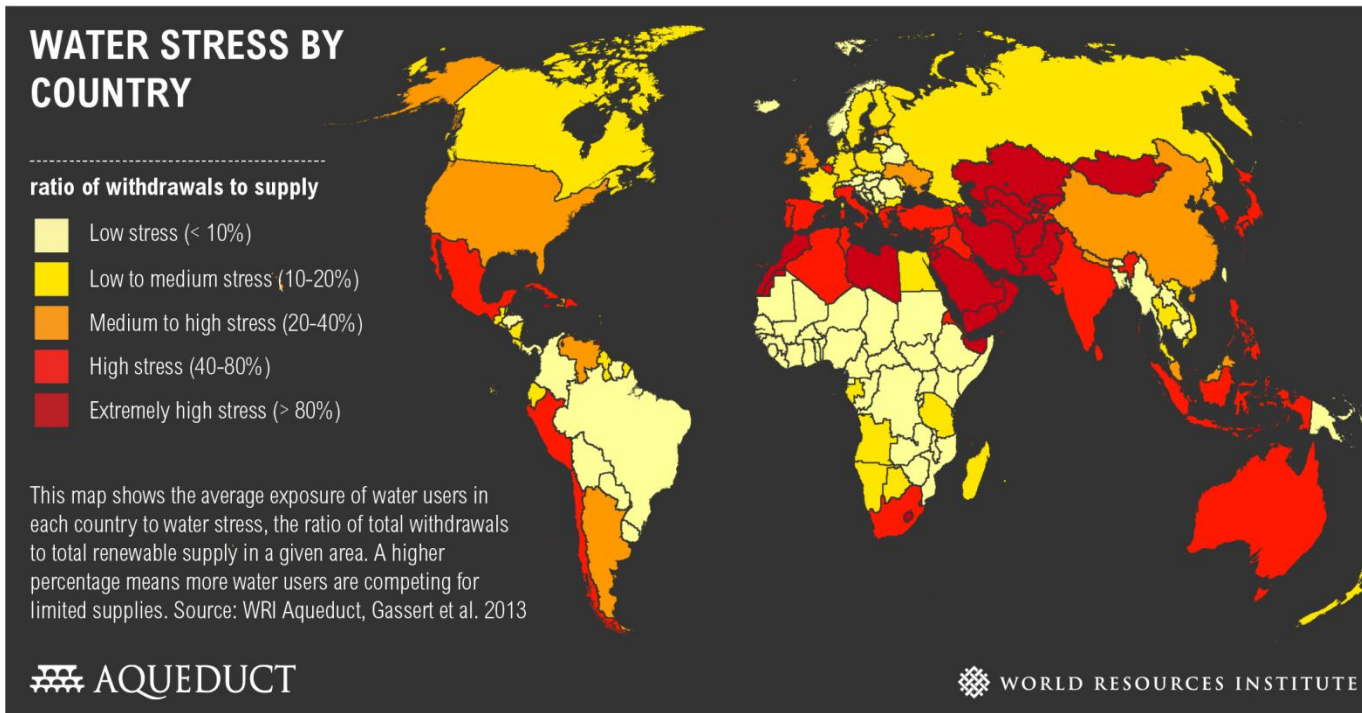 WATER STRESS BY
COUNTRY
ratio of withdrawals to supply
Low stress (< 10%)
Low to medium stress (10-20%)
Medium to high stress (20-40%)
High stress (40-80%)
Extremely high stress (> 80%)
This map shows the average exposure of water users in
each country to water stress, the ratio of total withdrawals
to total renewable supply in a given area. A higher
percentage means more water users are competing for
limited supplies. Source: WRI Aqueduct, Gassert et al. 2013
AQUEDUCT
WORLD RESOURCES INSTITUTE